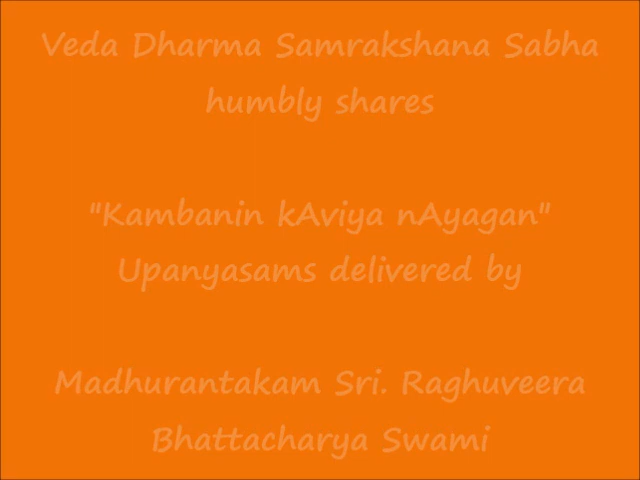 Veda Dharma Samrakshana Sabha
humbly shares
"Kambanin kAviya nAyagan"
Upanyasams delivered by
Madhurantakam Sri. Raghuveera
Bhattacharya Swami